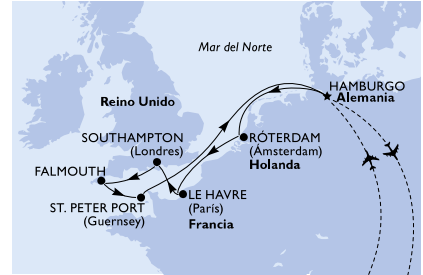 Mar del Norte
HAMBURGO
Alemania
Reino Unido
SOUTHAMPTON
(Londres)
RÓTERDAM
(Ámsterdam)
Holanda
FALMOUTH
ST. PETER PORT
(Guernsey)
LE HAVRE
(París)
Francia